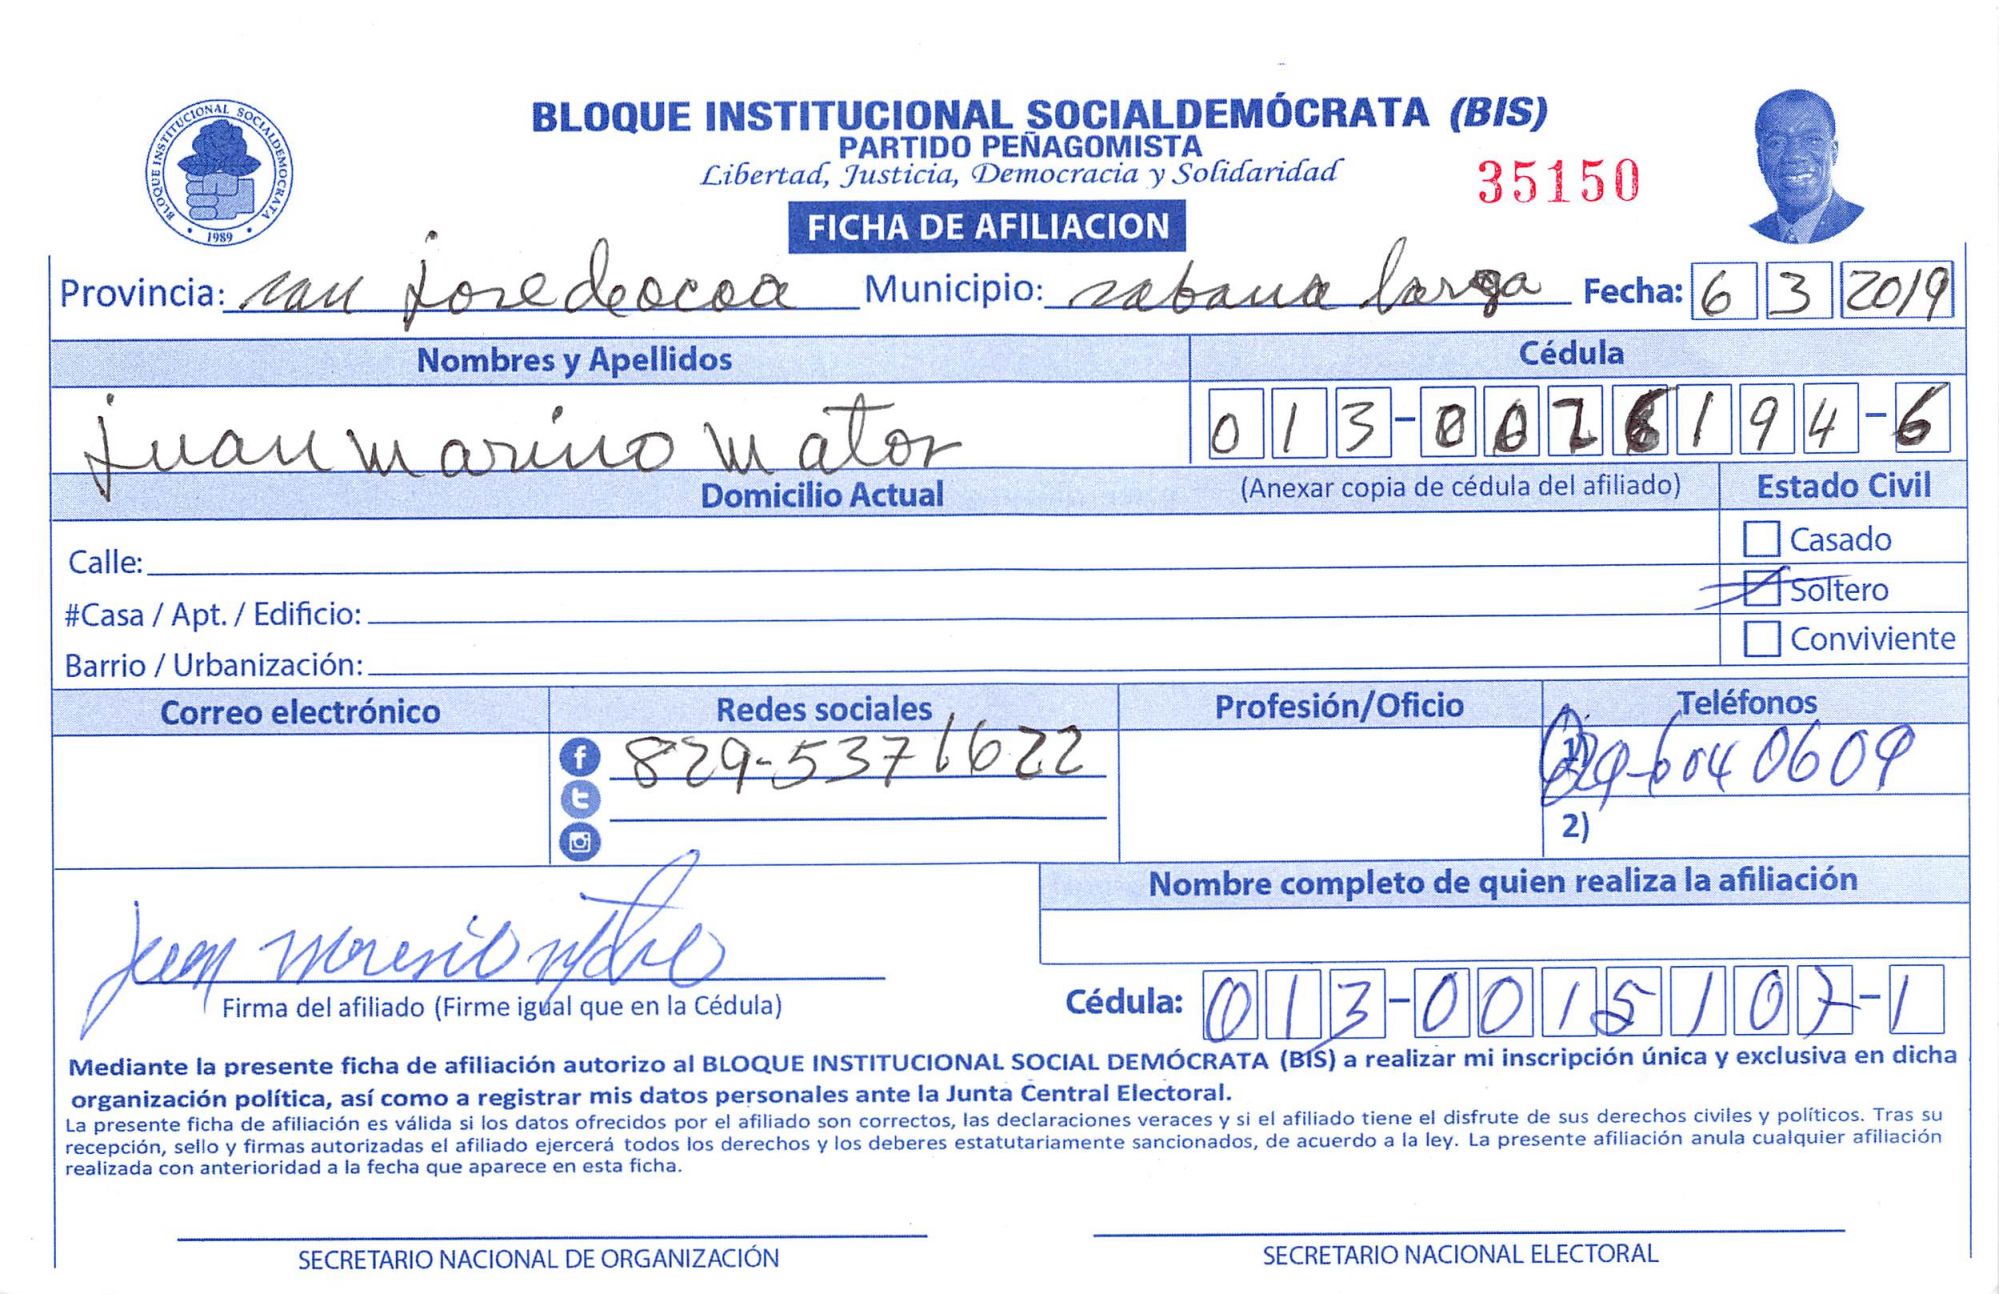 BLOQUE INSTITUCIONAL SOCIALDEMOCRATA
1989
BLOQUE INSTITUCIONAL SOCIALDEMÓCRATA (BIS)
PARTIDO PEÑAGOMISTA
Libertad, Justicia, Democracia y Solidaridad
35150
FICHA DE AFILIACION
Provincia: san jose deocoa Municipio: sabana larga Fecha: 6 3 2019
Nombres y Apellidos Cédula
juan marino mator 013-0026194-6
Domicilio Actual (Anexar copia de cédula del afiliado) Estado Civil
Calle: Casado
#Casa / Apt. / Edificio: Soltero
Barrio / Urbanización: Conviviente
Correo electrónico Redes sociales Profesión/Oficio Teléfonos
829-5371622 1)
2)
Nombre completo de quien realiza la afiliación
Firma del afiliado (Firme igual que en la Cédula) Cédula: 013-0015107-1
Mediante la presente ficha de afiliación autorizo al BLOQUE INSTITUCIONAL SOCIAL DEMÓCRATA (BIS) a realizar mi inscripción única y exclusiva en dicha
organización política, así como a registrar mis datos personales ante la Junta Central Electoral.
La presente ficha de afiliación es válida si los datos ofrecidos por el afiliado son correctos, las declaraciones veraces y si el afiliado tiene el disfrute de sus derechos civiles y políticos. Tras su
recepción, sello y firmas autorizadas el afiliado ejercerá todos los derechos y los deberes estatutariamente sancionados, de acuerdo a la ley. La presente afiliación anula cualquier afiliación
realizada con anterioridad a la fecha que aparece en esta ficha.
SECRETARIO NACIONAL DE ORGANIZACIÓN SECRETARIO NACIONAL ELECTORAL